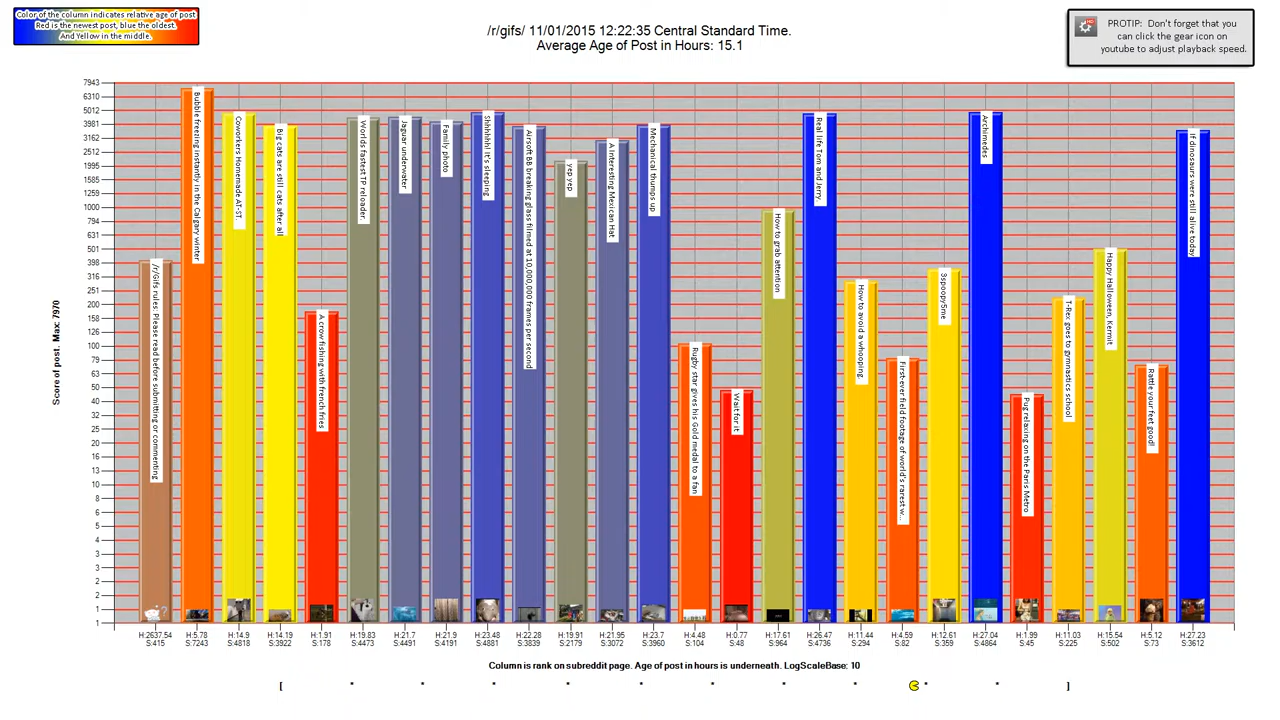 Color of the column indicates relative age of post
Red is the newest post, blue the oldest.
And Yellow in the middle.
/r/gifs/ 11/01/2015 12:22:35 Central Standard Time.
Average Age of Post in Hours: 15.1
PROTIP: Don't forget that you
can click the gear icon on
youtube to adjust playback speed.
Score of post. Max: 7970
7943
6310
5012
3981
3162
2512
1995
1585
1259
1000
794
631
501
398
316
251
200
158
126
100
79
63
50
40
32
25
20
16
13
10
8
6
5
4
3
3
2
2
1
1
/r/Gifs rules. Please read before submitting or commenting
Bubble freezing instantly in the Calgary winter
Coworkers Homemade AT-ST.
Big cats are still cats after all
A crow fishing with french fries
Worlds fastest TP reloader.
Jaguar underwater
Family photo
Shhhhhh! It's sleeping
Airsoft BB breaking glass filmed at 10,000,000 frames per second
yep yep
A Interesting Mexican Hat
Mechanical thumps up
Rugby star gives his Gold medal to a fan
Wait for it
How to grab attention
Real life Tom and Jerry
How to avoid a whooping.
First-ever field footage of world's rarest w...
3spoopy5me
Archimedes
Pug relaxing on the Paris Metro
T-Rex goes to gymnastics school
Happy Halloween, Kermit
Rattle your feet good!
If dinosaurs were still alive today
H:2637.54 H:5.78 H:14.9 H:14.19 H:1.91 H:19.83 H:21.7 H:21.9 H:23.48 H:22.28 H:19.91 H:21.95 H:23.7 H:4.48 H:0.77 H:17.61 H:26.47 H:11.44 H:4.59 H:12.61 H:27.04 H:1.99 H:11.03 H:15.54 H:5.12 H:27.23
S:415 S:7243 S:4818 S:3922 S:178 S:4473 S:4491 S:4191 S:4881 S:3839 S:2179 S:3072 S:3960 S:104 S:48 S:964 S:4736 S:294 S:82 S:359 S:4864 S:45 S:225 S:502 S:73 S:3612
Column is rank on subreddit page. Age of post in hours is underneath. LogScaleBase: 10